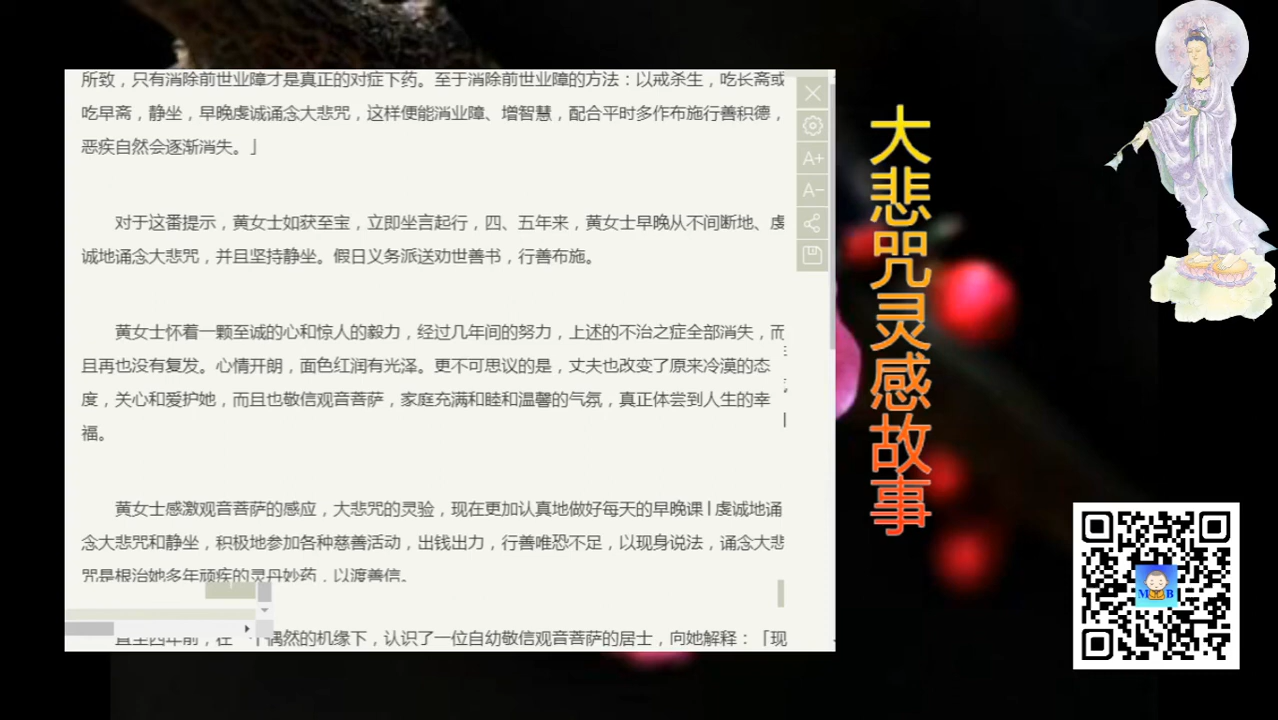 所致，只有消除前世业障才是真正的对症下药。至于消除前世业障的方法：以戒杀生，吃长斋或
吃早斋，静坐，早晚虔诚诵念大悲咒，这样便能消业障、增智慧，配合平时多作布施行善积德，
恶疾自然会逐渐消失。」
对于这番提示，黄女士如获至宝，立即坐言起行，四、五年来，黄女士早晚从不间断地、虔
诚地诵念大悲咒，并且坚持静坐。假日义务派送劝世善书，行善布施。
黄女士怀着一颗至诚的心和惊人的毅力，经过几年间的努力，上述的不治之症全部消失，而
且再也没有复发。心情开朗，面色红润有光泽。更不可思议的是，丈夫也改变了原来冷漠的态
度，关心和爱护她，而且也敬信观音菩萨，家庭充满和睦和温馨的气氛，真正体尝到人生的幸
福。
黄女士感激观音菩萨的感应，大悲咒的灵验，现在更加认真地做好每天的早晚课|虔诚地诵
念大悲咒和静坐，积极地参加各种慈善活动，出钱出力，行善唯恐不足，以现身说法，诵念大悲
咒是根治她多年顽疾的灵丹妙药，以渡善信。
直至四年前，在一个偶然的机缘下，认识了一位自幼敬信观音菩萨的居士，向她解释：「现
A+
A-
大悲咒灵感故事
M B